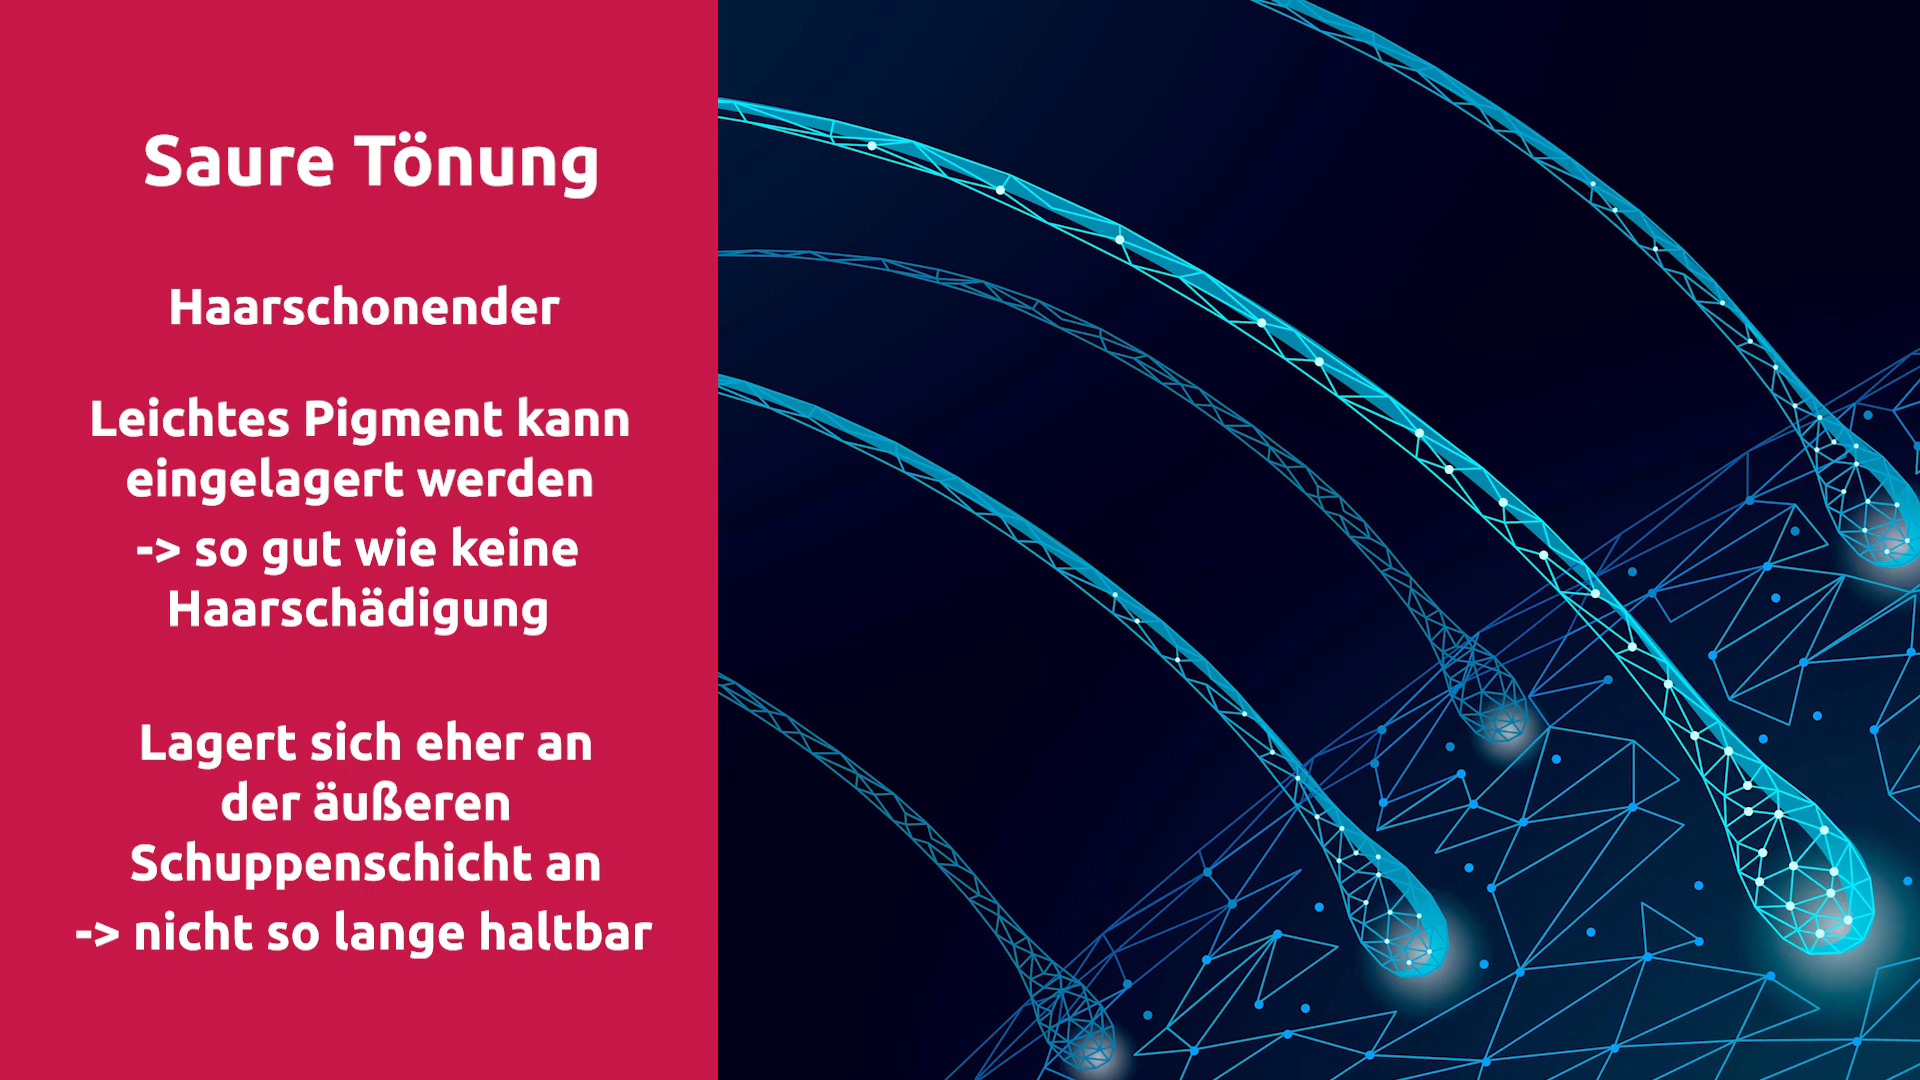 Saure Tönung
Haarschonender
Leichtes Pigment kann
eingelagert werden
-> so gut wie keine
Haarschädigung
Lagert sich eher an
der äußeren
Schuppenschicht an
-> nicht so lange haltbar